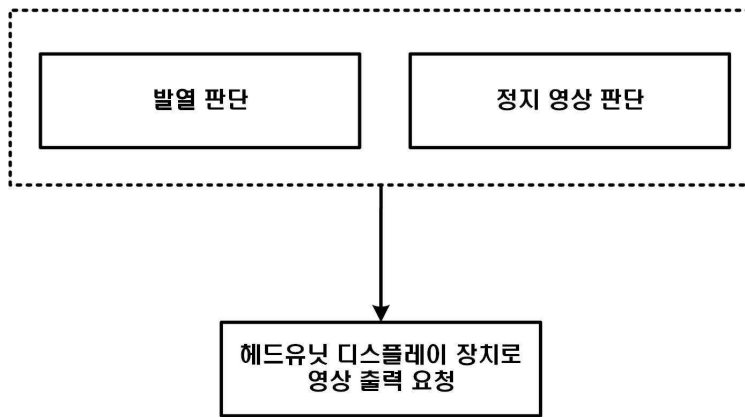 발열 판단
정지 영상 판단
헤드유닛 디스플레이 장치로
영상 출력 요청